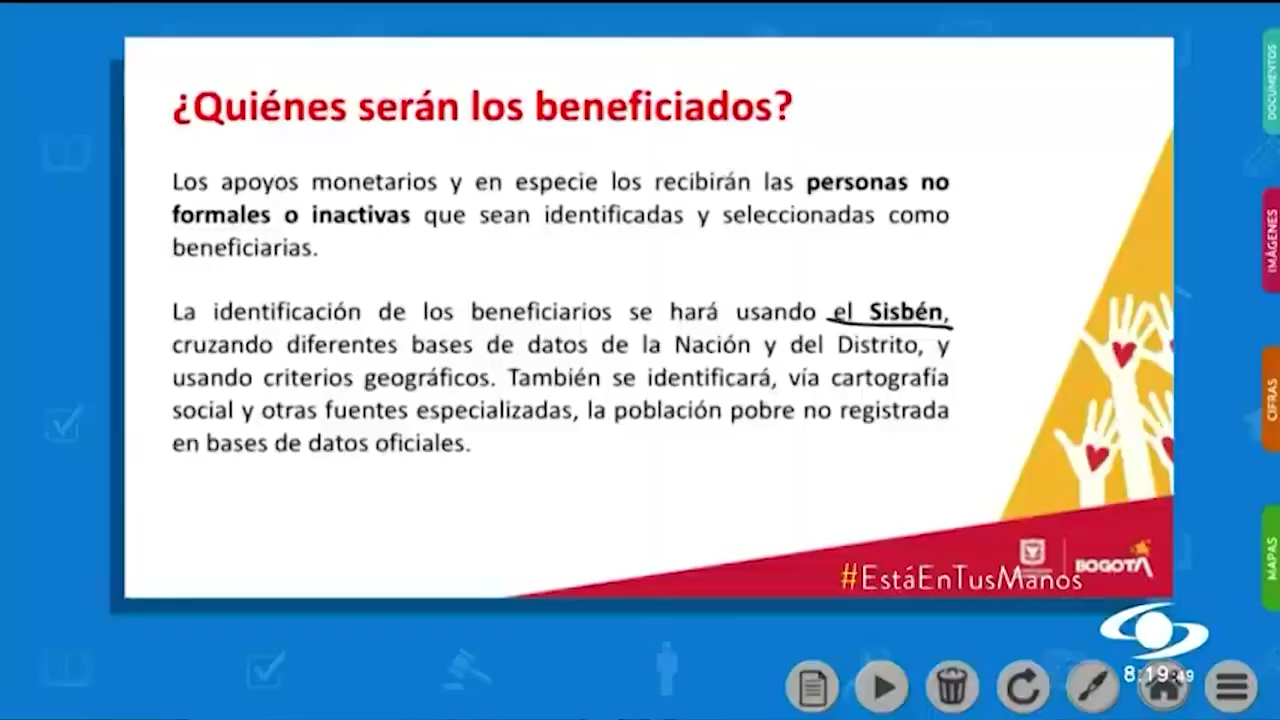 ¿Quiénes serán los beneficiados?
Los apoyos monetarios y en especie los recibirán las personas no
formales o inactivas que sean identificadas y seleccionadas como
beneficiarias.
La identificación de los beneficiarios se hará usando el Sisbén,
cruzando diferentes bases de datos de la Nación y del Distrito, y
usando criterios geográficos. También se identificará, vía cartografía
social y otras fuentes especializadas, la población pobre no registrada
en bases de datos oficiales.
#EstáEnTusManos
BOGOTÁ
DOCUMENTOS
IMÁGENES
CIFRAS
MAPAS
8:19:49